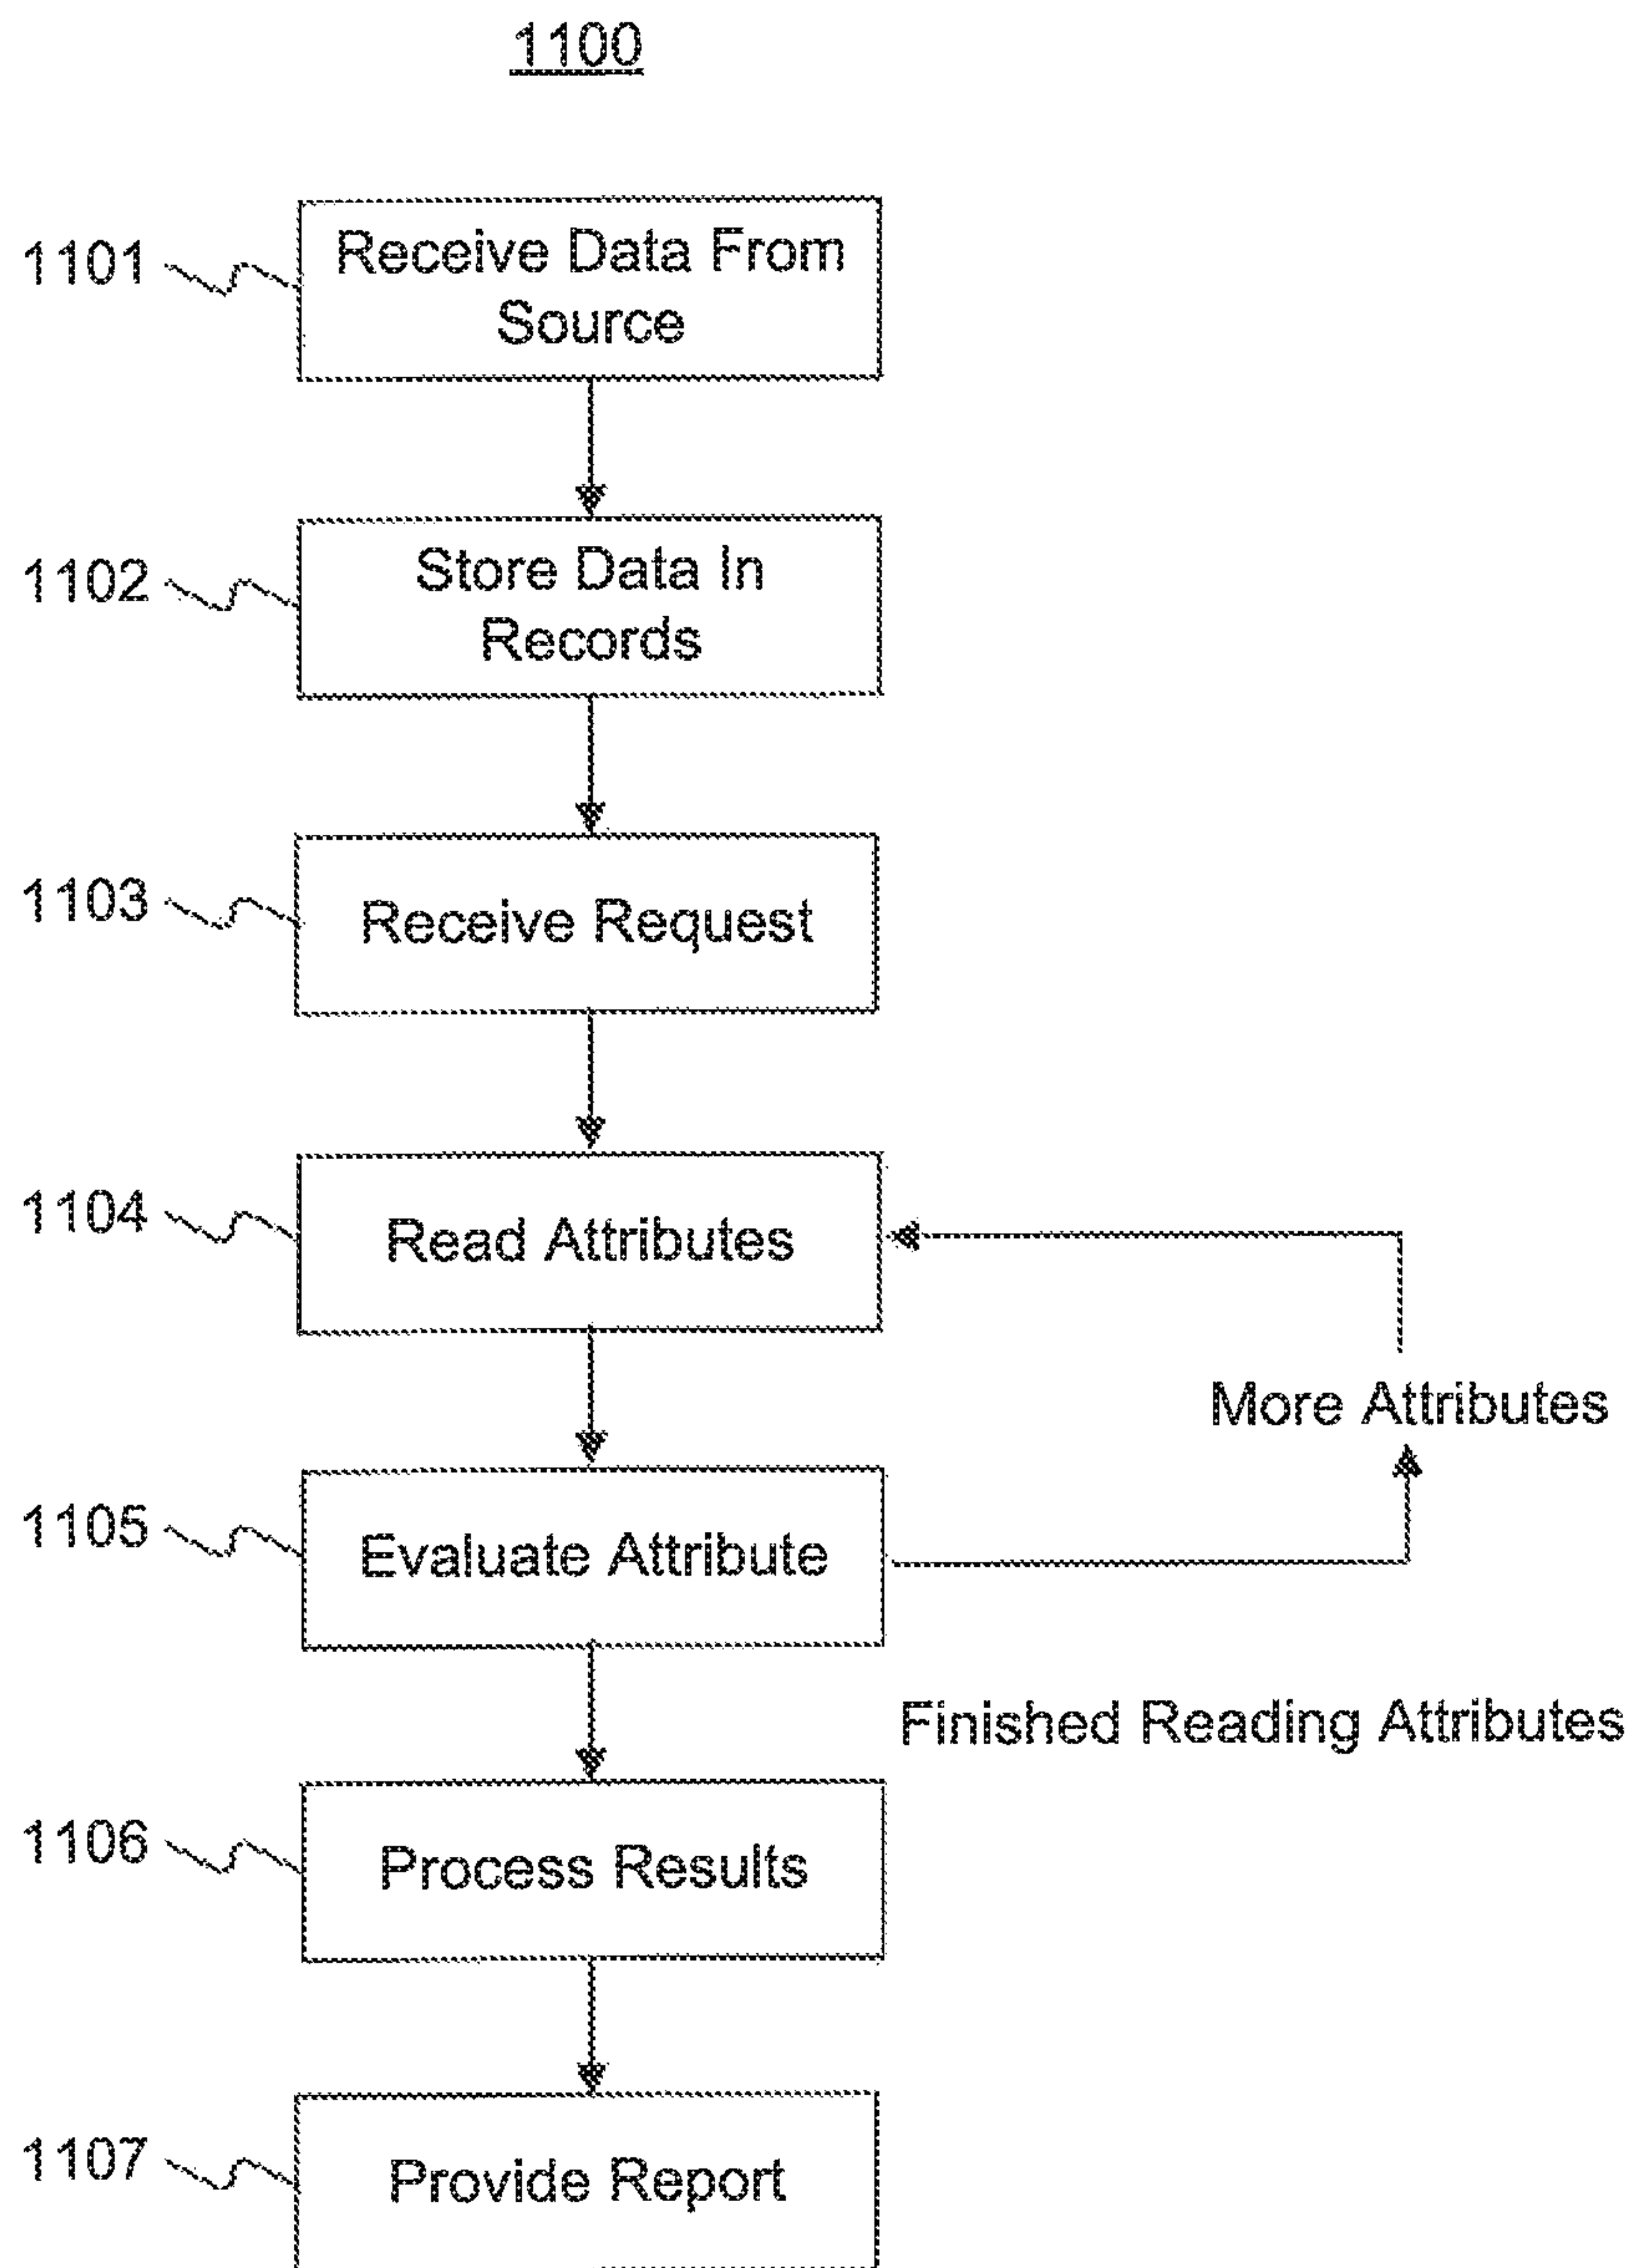 1100
1101
Receive Data From
Source
1102
Store Data In
Records
1103
Receive Request
1104
Read Attributes
More Attributes
1105
Evaluate Attribute
Finished Reading Attributes
1106
Process Results
1107
Provide Report